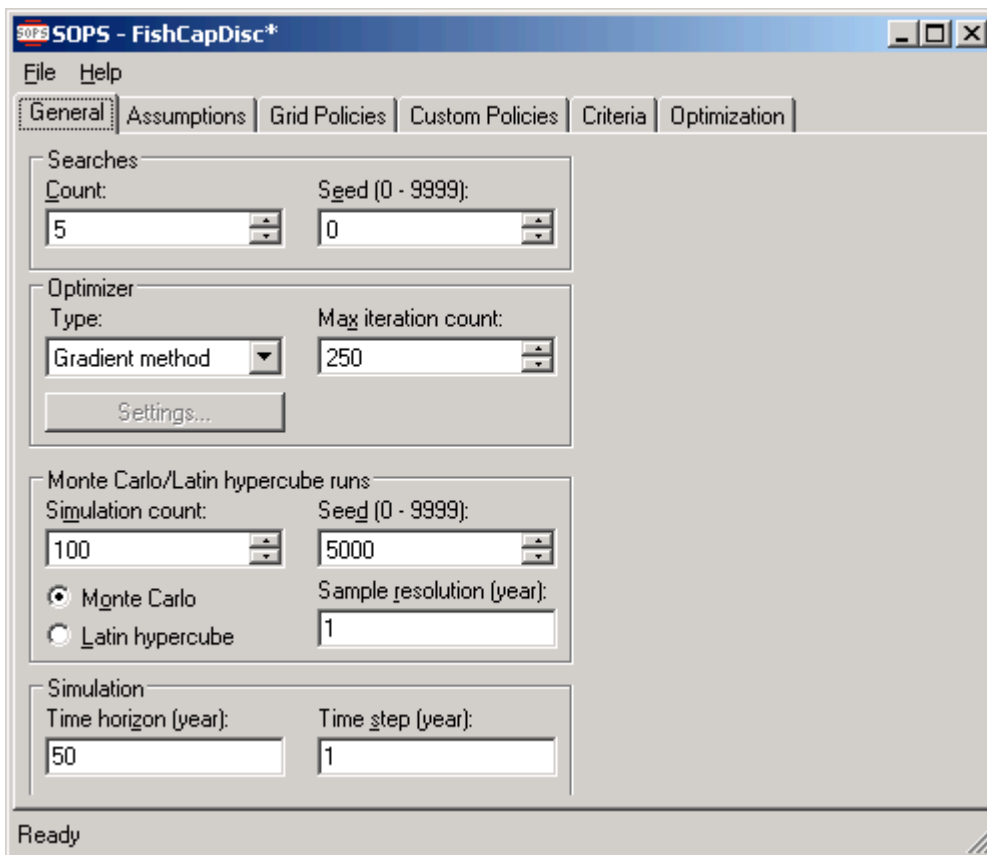 SOPS SOPS - FishCapDisc*
File Help
General Assumptions Grid Policies Custom Policies Criteria Optimization
Searches
Count: Seed (0 - 9999):
5 0
Optimizer
Type: Max iteration count:
Gradient method 250
Settings...
Monte Carlo/Latin hypercube runs
Simulation count: Seed (0 - 9999):
100 5000
Monte Carlo Sample resolution (year):
Latin hypercube 1
Simulation
Time horizon (year): Time step (year):
50 1
Ready